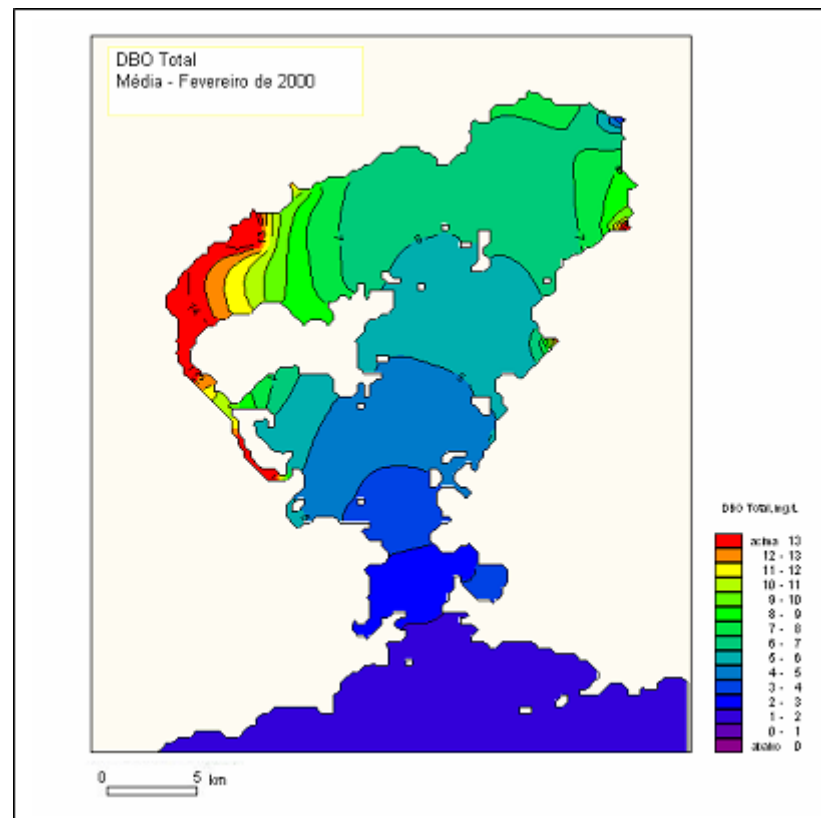 DBO Total
Média - Fevereiro de 2000
DBO Total,mg/L
acima 13
12 - 13
11 - 12
10 - 11
9 - 10
8 - 9
7 - 8
6 - 7
5 - 6
4 - 5
3 - 4
2 - 3
1 - 2
0 - 1
abaixo 0
0 5 km